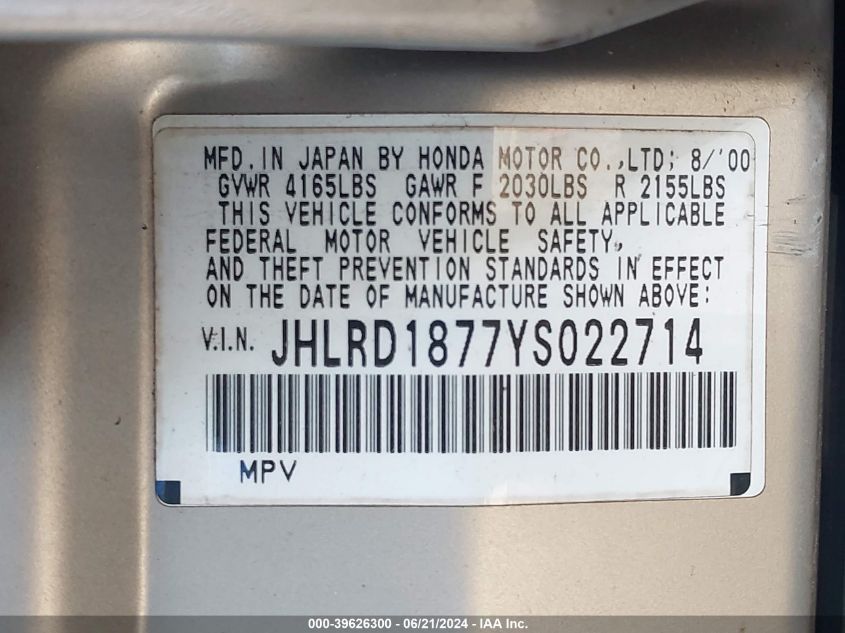 MFD. IN JAPAN BY HONDA MOTOR CO.,LTD; 8/'00
GVWR 4165LBS GAWR F 2030LBS R 2155LBS
THIS VEHICLE CONFORMS TO ALL APPLICABLE
FEDERAL MOTOR VEHICLE SAFETY,
AND THEFT PREVENTION STANDARDS IN EFFECT
ON THE DATE OF MANUFACTURE SHOWN ABOVE:
V.I.N. JHLRD1877YS022714
MPV
000-39626300 - 06/21/2024 - IAA Inc.